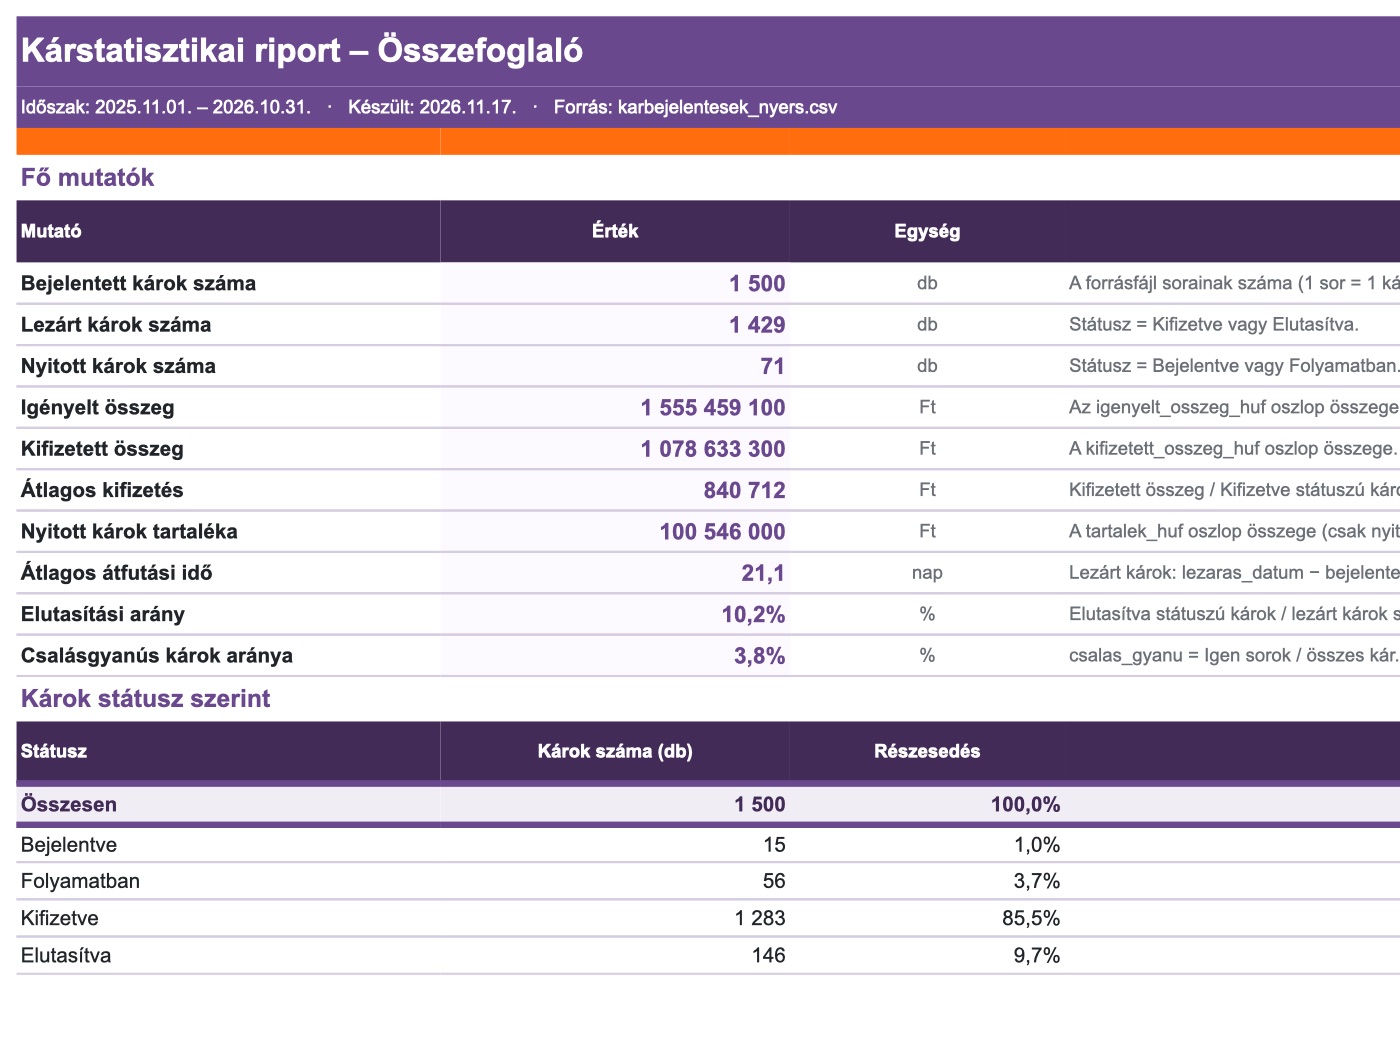 Kárstatisztikai riport – Összefoglaló
Időszak: 2025.11.01. – 2026.10.31. · Készült: 2026.11.17. · Forrás: karbejelentesek_nyers.csv
Fő mutatók
Mutató Érték Egység
Bejelentett károk száma 1 500 db A forrásfájl sorainak száma (1 sor = 1
Lezárt károk száma 1 429 db Státusz = Kifizetve vagy Elutasítva.
Nyitott károk száma 71 db Státusz = Bejelentve vagy Folyamatban.
Igényelt összeg 1 555 459 100 Ft Az igenyelt_osszeg_huf oszlop összege
Kifizetett összeg 1 078 633 300 Ft A kifizetett_osszeg_huf oszlop összege.
Átlagos kifizetés 840 712 Ft Kifizetett összeg / Kifizetve státuszú
Nyitott károk tartaléka 100 546 000 Ft A tartalek_huf oszlop összege (csak
Átlagos átfutási idő 21,1 nap Lezárt károk: lezaras_datum −
Elutasítási arány 10,2% % Elutasítva státuszú károk / lezárt károk
Csalásgyanús károk aránya 3,8% % csalas_gyanu = Igen sorok / összes kár.
Károk státusz szerint
Státusz Károk száma (db) Részesedés
Összesen 1 500 100,0%
Bejelentve 15 1,0%
Folyamatban 56 3,7%
Kifizetve 1 283 85,5%
Elutasítva 146 9,7%